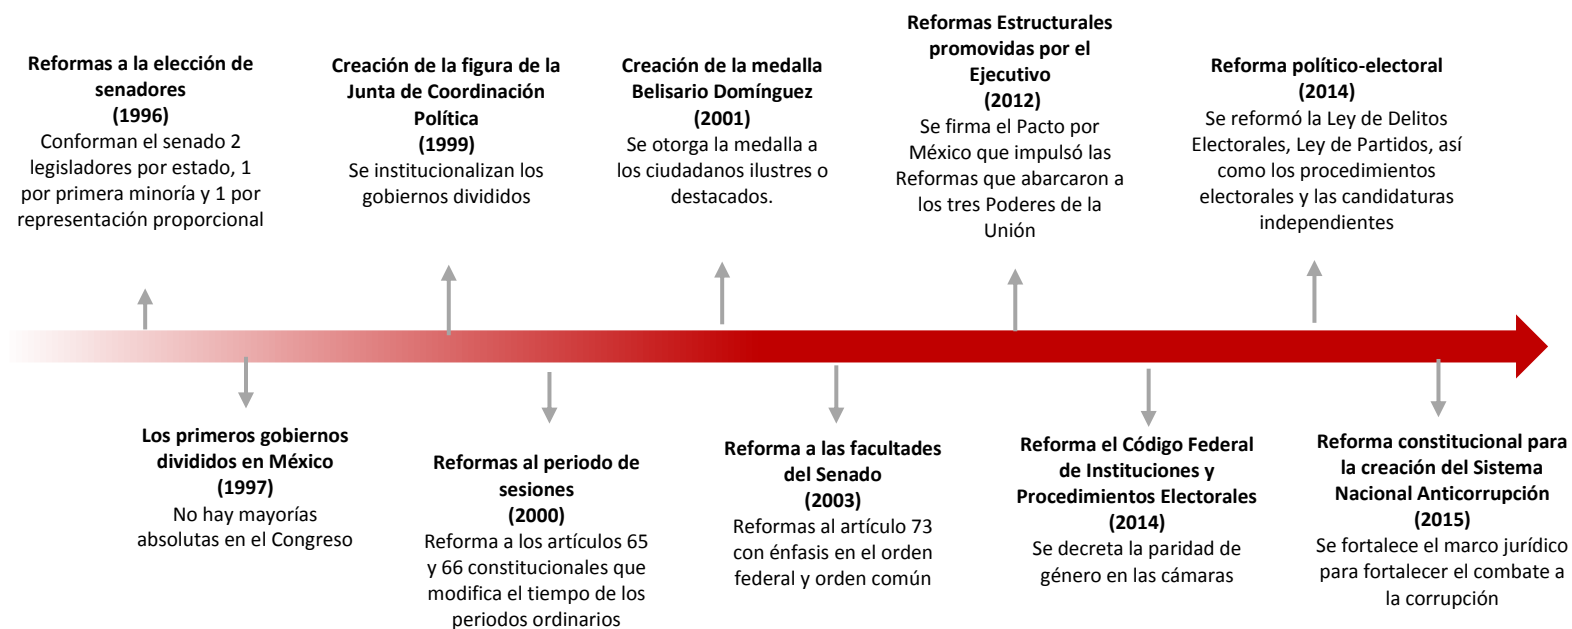 Reformas a la elección de
senadores
(1996)
Conforman el senado 2
legisladores por estado, 1
por primera minoría y 1 por
representación proporcional
Creación de la figura de la
Junta de Coordinación
Política
(1999)
Se institucionalizan los
gobiernos divididos
Creación de la medalla
Belisario Domínguez
(2001)
Se otorga la medalla a
los ciudadanos ilustres o
destacados.
Reformas Estructurales
promovidas por el
Ejecutivo
(2012)
Se firma el Pacto por
México que impulsó las
Reformas que abarcaron a
los tres Poderes de la
Unión
Reforma político-electoral
(2014)
Se reformó la Ley de Delitos
Electorales, Ley de Partidos, así
como los procedimientos
electorales y las candidaturas
independientes
Los primeros gobiernos
divididos en México
(1997)
No hay mayorías
absolutas en el Congreso
Reformas al periodo de
sesiones
(2000)
Reforma a los artículos 65
y 66 constitucionales que
modifica el tiempo de los
periodos ordinarios
Reforma a las facultades
del Senado
(2003)
Reformas al artículo 73
con énfasis en el orden
federal y orden común
Reforma el Código Federal
de Instituciones y
Procedimientos Electorales
(2014)
Se decreta la paridad de
género en las cámaras
Reforma constitucional para
la creación del Sistema
Nacional Anticorrupción
(2015)
Se fortalece el marco jurídico
para fortalecer el combate a
la corrupción